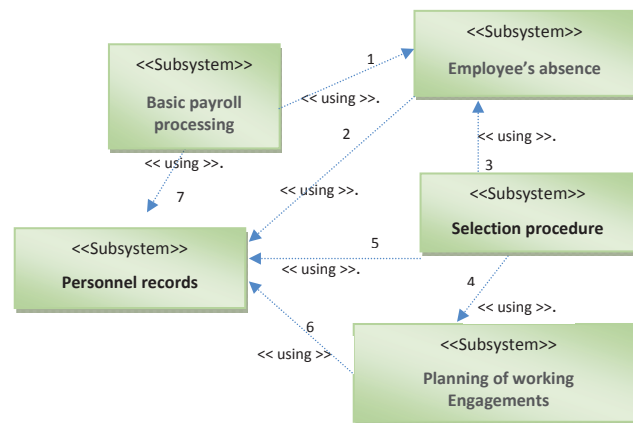 <<Subsystem>>
Basic payroll
processing
<<Subsystem>>
Employee’s absence
1
<< using >>.
2
<< using >>.
<< using >>.
3
<< using >>.
7
<<Subsystem>>
Selection procedure
<<Subsystem>>
Personnel records
5
<< using >>.
4
<< using >>.
6
<< using >>
<<Subsystem>>
Planning of working
Engagements